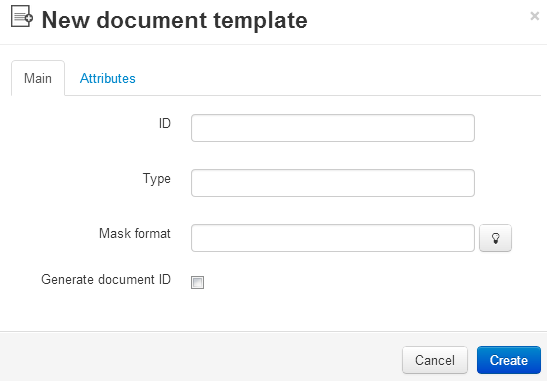 New document template
×
Main
Attributes
ID
Type
Mask format
Generate document ID
Cancel
Create